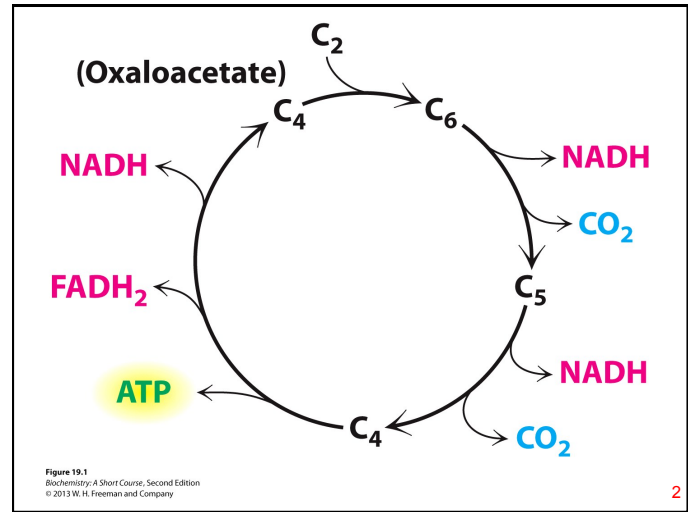 C₂
(Oxaloacetate)
C₄
C₆
NADH
NADH
CO₂
FADH₂
C₅
NADH
ATP
C₄
CO₂
Figure 19.1
Biochemistry: A Short Course, Second Edition
© 2013 W. H. Freeman and Company
2